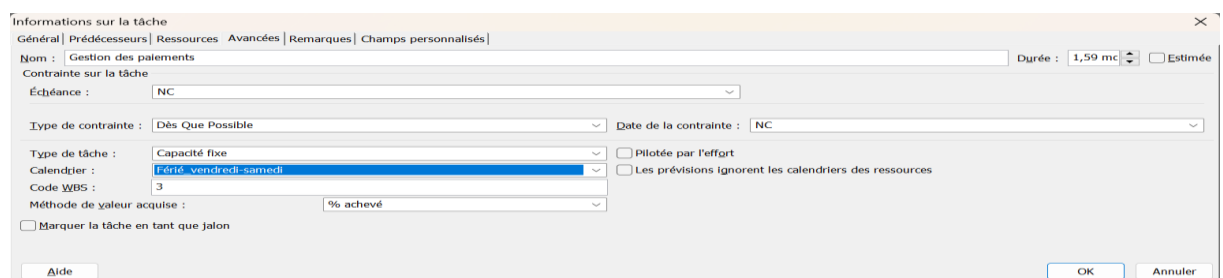 Informations sur la tâche
Général Prédécesseurs Ressources Avancées Remarques Champs personnalisés
Nom : Gestion des paiements Durée : 1,59 mc Estimée
Contrainte sur la tâche
Échéance : NC
Type de contrainte : Dès Que Possible Date de la contrainte : NC
Type de tâche : Capacité fixe Pilotée par l'effort
Calendrier : Férié_vendredi-samedi Les prévisions ignorent les calendriers des ressources
Code WBS : 3
Méthode de valeur acquise : % achevé
Marquer la tâche en tant que jalon
Aide OK Annuler